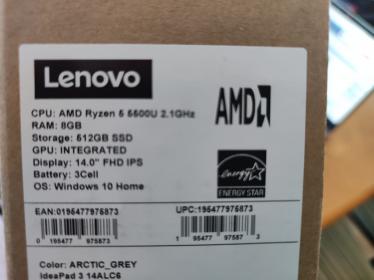 Lenovo
AMD
CPU: AMD Ryzen 5 5500U 2.1GHz
RAM: 8GB
Storage: 512GB SSD
GPU: INTEGRATED
Display: 14.0" FHD IPS
Battery: 3Cell
OS: Windows 10 Home
energy
ENERGY STAR
EAN:0195477975873
UPC:195477975873
0 195477 975873
1 95477 97587 3
Color: ARCTIC_GREY
IdeaPad 3 14ALC6